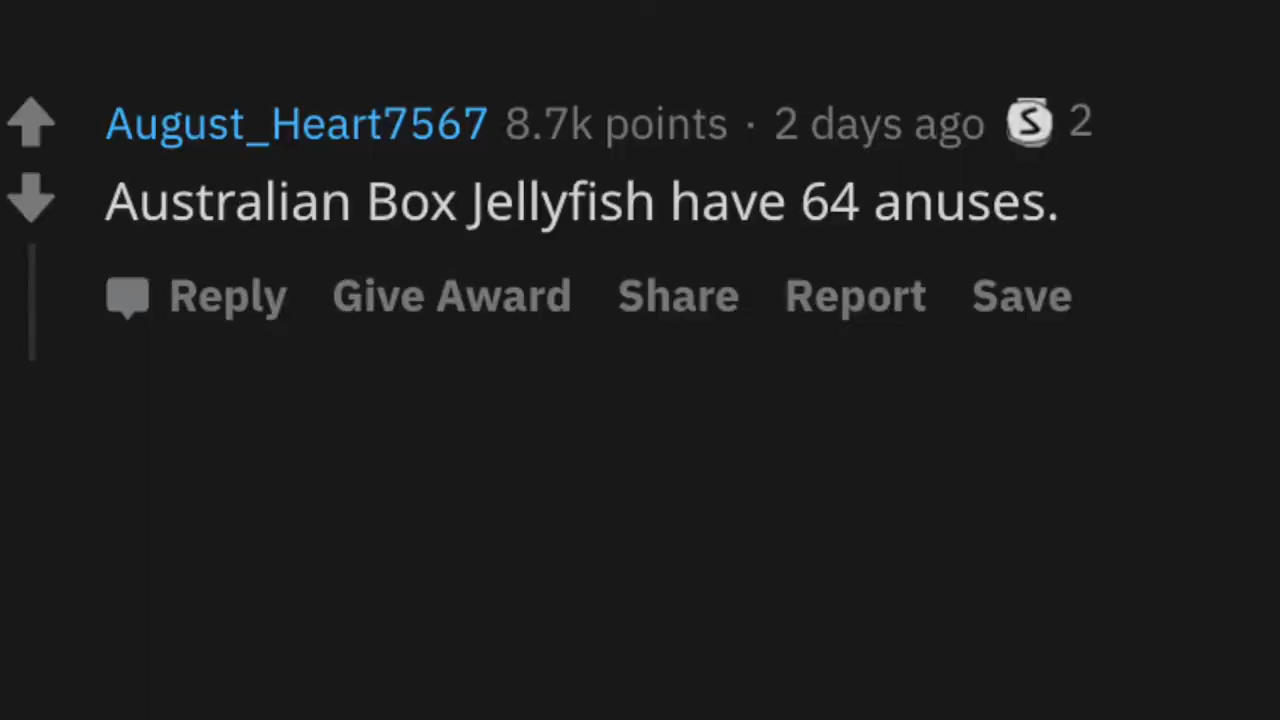 August_Heart7567 8.7k points · 2 days ago S 2
Australian Box Jellyfish have 64 anuses.
Reply Give Award Share Report Save